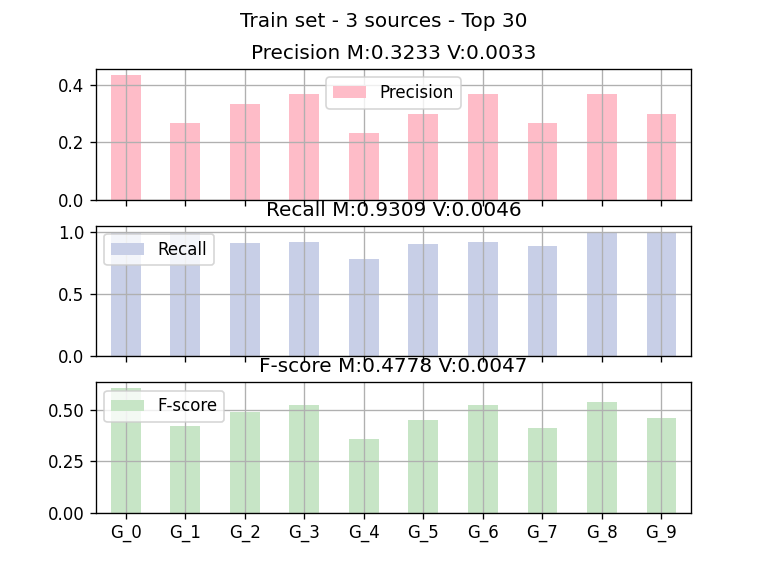 Train set - 3 sources - Top 30
Precision M:0.3233 V:0.0033
0.4
0.2
0.0
Precision
Recall M:0.9309 V:0.0046
1.0
0.5
0.0
Recall
F-score M:0.4778 V:0.0047
0.50
0.25
0.00
F-score
G_0 G_1 G_2 G_3 G_4 G_5 G_6 G_7 G_8 G_9